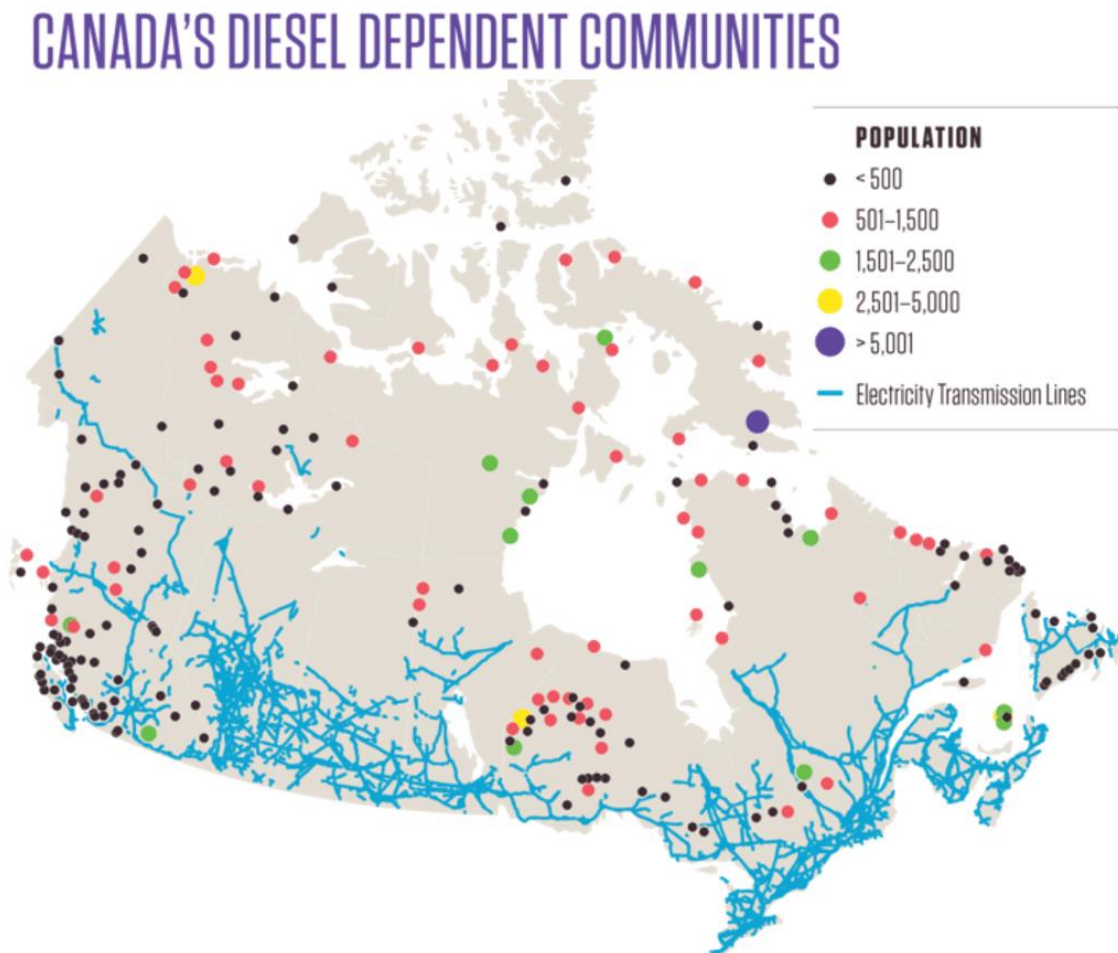 CANADA'S DIESEL DEPENDENT COMMUNITIES
POPULATION
< 500
501–1,500
1,501–2,500
2,501–5,000
> 5,001
Electricity Transmission Lines